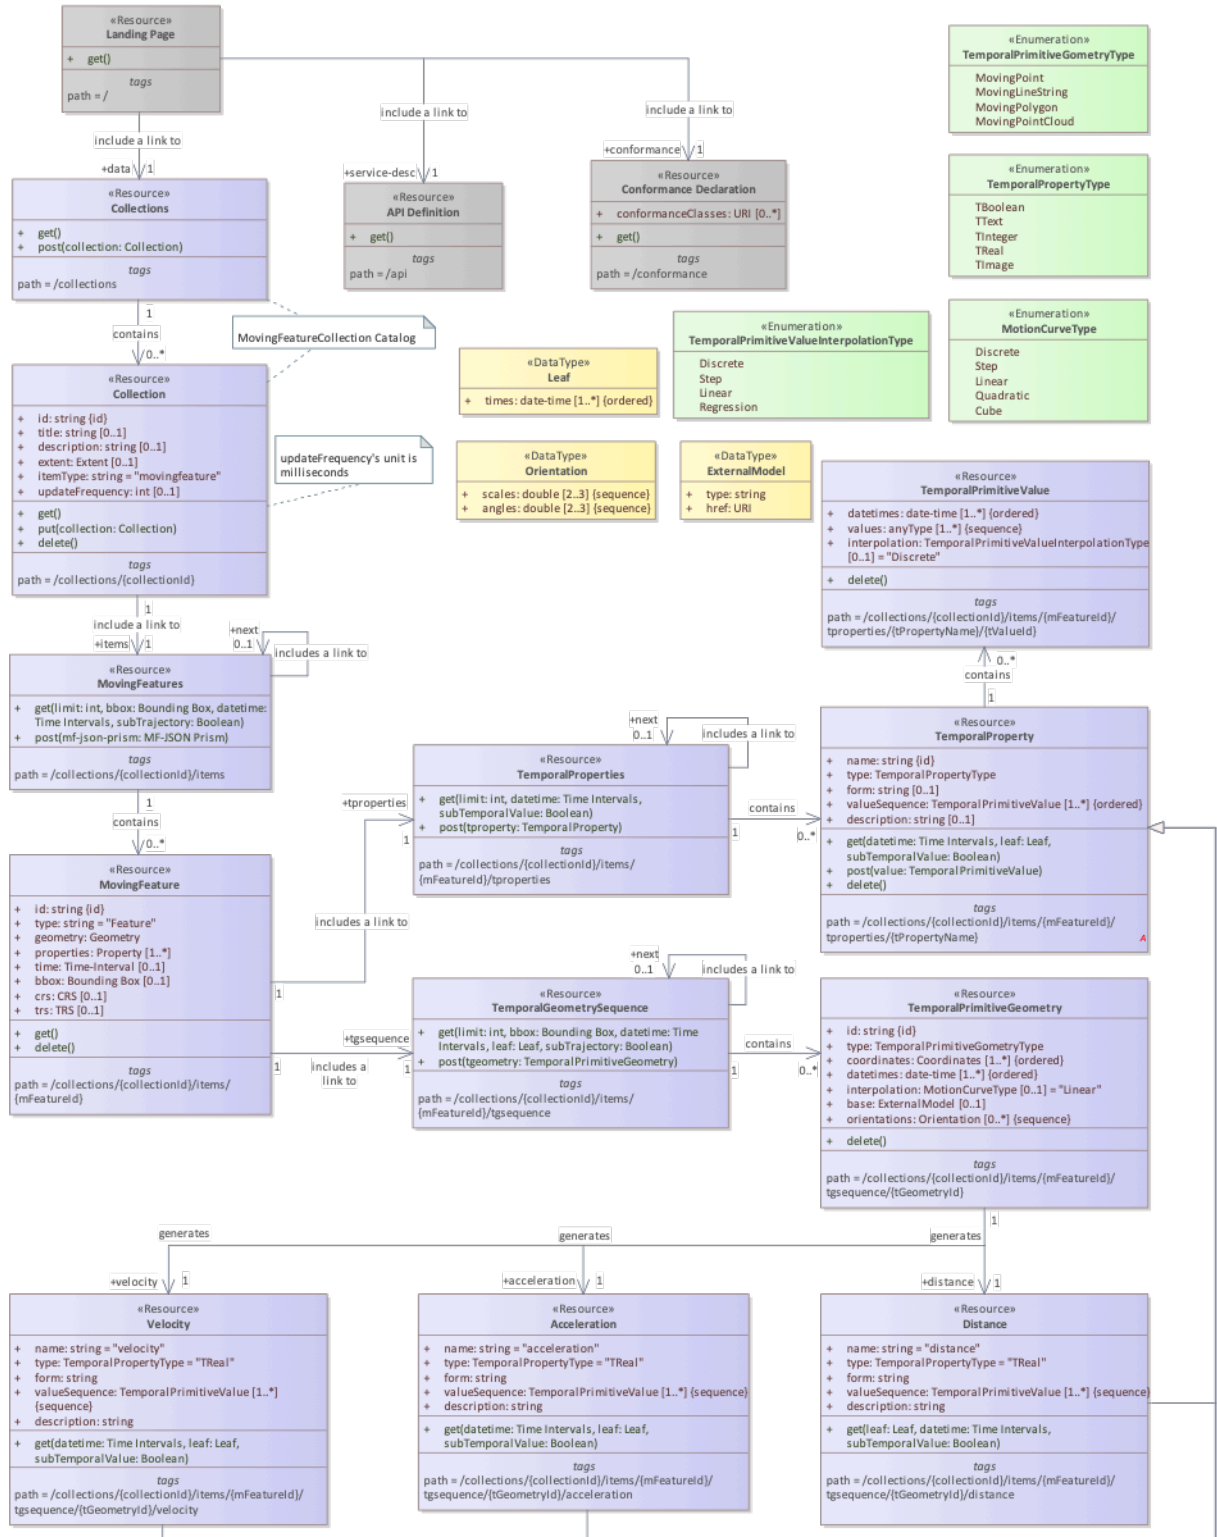 «Resource»
Landing Page
+ get()
tags
path = /
include a link to
include a link to
include a link to
+data 1
+service-desc 1
+conformance 1
«Enumeration»
TemporalPrimitiveGometryType
MovingPoint
MovingLineString
MovingPolygon
MovingPointCloud
«Resource»
Collections
+ get()
+ post(collection: Collection)
tags
path = /collections
«Resource»
API Definition
+ get()
tags
path = /api
«Resource»
Conformance Declaration
+ conformanceClasses: URI [0..*]
+ get()
tags
path = /conformance
«Enumeration»
TemporalPropertyType
TBoolean
TText
TInteger
TReal
TImage
1
contains
0..*
MovingFeatureCollection Catalog
«DataType»
Leaf
+ times: date-time [1..*] {ordered}
«Enumeration»
TemporalPrimitiveValueInterpolationType
Discrete
Step
Linear
Regression
«Enumeration»
MotionCurveType
Discrete
Step
Linear
Quadratic
Cube
«Resource»
Collection
+ id: string {id}
+ title: string [0..1]
+ description: string [0..1]
+ extent: Extent [0..1]
+ itemType: string = "movingfeature"
+ updateFrequency: int [0..1]
+ get()
+ put(collection: Collection)
+ delete()
tags
path = /collections/{collectionId}
updateFrequency's unit is
milliseconds
«DataType»
Orientation
+ scales: double [2..3] {sequence}
+ angles: double [2..3] {sequence}
«DataType»
ExternalModel
+ type: string
+ href: URI
«Resource»
TemporalPrimitiveValue
+ datetimes: date-time [1..*] {ordered}
+ values: anyType [1..*] {sequence}
+ interpolation: TemporalPrimitiveValueInterpolationType
[0..1] = "Discrete"
+ delete()
tags
path = /collections/{collectionId}/items/{mFeatureId}/
tproperties/{tPropertyName}/{tValueId}
1
include a link to
+items 1
+next
0..1
includes a link to
0..*
contains
1
«Resource»
MovingFeatures
+ get(limit: int, bbox: Bounding Box, datetime:
Time Intervals, subTrajectory: Boolean)
+ post(mf-json-prism: MF-JSON Prism)
tags
path = /collections/{collectionId}/items
1
contains
0..*
+next
0..1
includes a link to
«Resource»
TemporalProperties
+ get(limit: int, datetime: Time Intervals,
subTemporalValue: Boolean)
+ post(tproperty: TemporalProperty)
tags
path = /collections/{collectionId}/items/
{mFeatureId}/tproperties
+tproperties
1
contains
1
0..*
«Resource»
TemporalProperty
+ name: string {id}
+ type: TemporalPropertyType
+ form: string [0..1]
+ valueSequence: TemporalPrimitiveValue [1..*] {ordered}
+ description: string [0..1]
+ get(datetime: Time Intervals, leaf: Leaf,
subTemporalValue: Boolean)
+ post(value: TemporalPrimitiveValue)
+ delete()
tags
path = /collections/{collectionId}/items/{mFeatureId}/
tproperties/{tPropertyName}
A
«Resource»
MovingFeature
+ id: string {id}
+ type: string = "Feature"
+ geometry: Geometry
+ properties: Property [1..*]
+ time: Time-Interval [0..1]
+ bbox: Bounding Box [0..1]
+ crs: CRS [0..1]
+ trs: TRS [0..1]
+ get()
+ delete()
tags
path = /collections/{collectionId}/items/
{mFeatureId}
includes a link to
1
+tgsequence
1
includes a
link to
1
+next
0..1
includes a link to
«Resource»
TemporalGeometrySequence
+ get(limit: int, bbox: Bounding Box, datetime: Time
Intervals, leaf: Leaf, subTrajectory: Boolean)
+ post(tgeometry: TemporalPrimitiveGeometry)
tags
path = /collections/{collectionId}/items/
{mFeatureId}/tgsequence
contains
1
0..*
«Resource»
TemporalPrimitiveGeometry
+ id: string {id}
+ type: TemporalPrimitiveGeometryType
+ coordinates: Coordinates [1..*] {ordered}
+ datetimes: date-time [1..*] {ordered}
+ interpolation: MotionCurveType [0..1] = "Linear"
+ base: ExternalModel [0..1]
+ orientations: Orientation [0..*] {sequence}
+ delete()
tags
path = /collections/{collectionId}/items/{mFeatureId}/
tgsequence/{tGeometryId}
1
generates
generates
generates
+velocity 1
+acceleration 1
+distance 1
«Resource»
Velocity
+ name: string = "velocity"
+ type: TemporalPropertyType = "TReal"
+ form: string
+ valueSequence: TemporalPrimitiveValue [1..*]
{sequence}
+ description: string
+ get(datetime: Time Intervals, leaf: Leaf,
subTemporalValue: Boolean)
tags
path = /collections/{collectionId}/items/{mFeatureId}/
tgsequence/{tGeometryId}/velocity
«Resource»
Acceleration
+ name: string = "acceleration"
+ type: TemporalPropertyType = "TReal"
+ form: string
+ valueSequence: TemporalPrimitiveValue [1..*] {sequence}
+ description: string
+ get(datetime: Time Intervals, leaf: Leaf,
subTemporalValue: Boolean)
tags
path = /collections/{collectionId}/items/{mFeatureId}/
tgsequence/{tGeometryId}/acceleration
«Resource»
Distance
+ name: string = "distance"
+ type: TemporalPropertyType = "TReal"
+ form: string
+ valueSequence: TemporalPrimitiveValue [1..*] {sequence}
+ description: string
+ get(leaf: Leaf, datetime: Time Intervals,
subTemporalValue: Boolean)
tags
path = /collections/{collectionId}/items/{mFeatureId}/
tgsequence/{tGeometryId}/distance